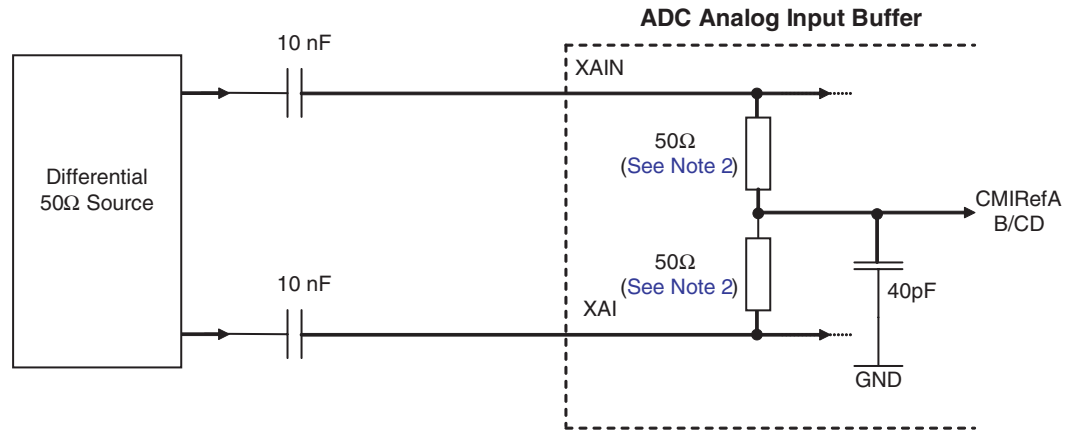 ADC Analog Input Buffer
10 nF
XAIN
50Ω
(See Note 2)
Differential
50Ω Source
CMIRefA
B/CD
50Ω
(See Note 2)
10 nF
40pF
XAI
GND